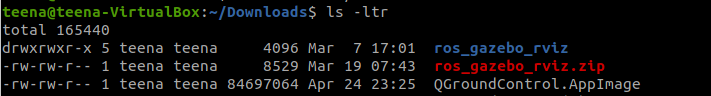 teena@teena-VirtualBox:~/Downloads$ ls -ltr
total 165440
drwxrwxr-x 5 teena teena     4096 Mar  7 17:01 ros_gazebo_rviz
-rw-rw-r-- 1 teena teena     8529 Mar 19 07:43 ros_gazebo_rviz.zip
-rw-rw-r-- 1 teena teena 84697064 Apr 24 23:25 QGroundControl.AppImage